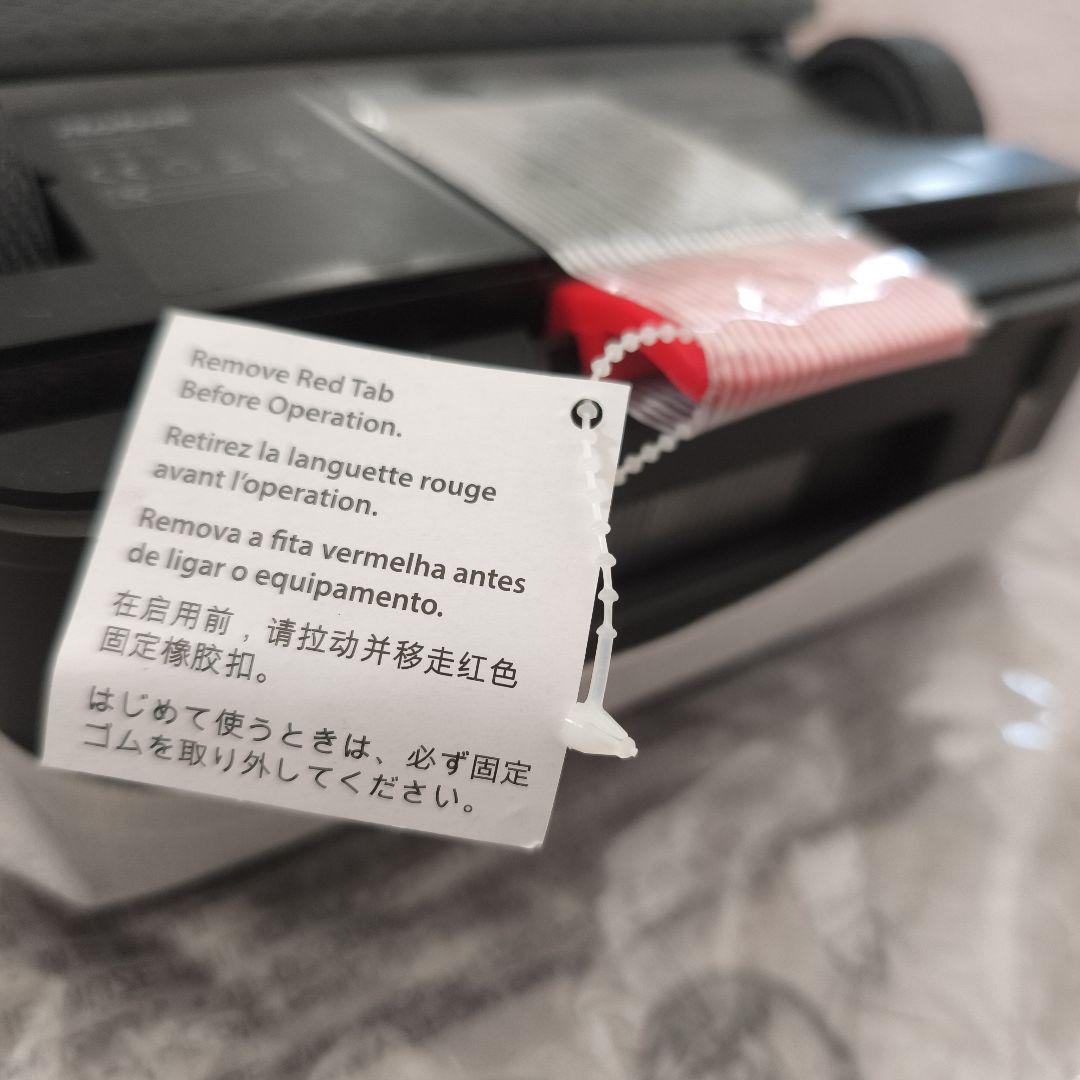 Remove Red Tab
Before Operation.
Retirez la languette rouge
avant l'operation.
Remova a fita vermelha antes
de ligar o equipamento.
在启用前，请拉动并移走红色
固定橡胶扣。
はじめて使うときは、必ず固定
ゴムを取り外してください。